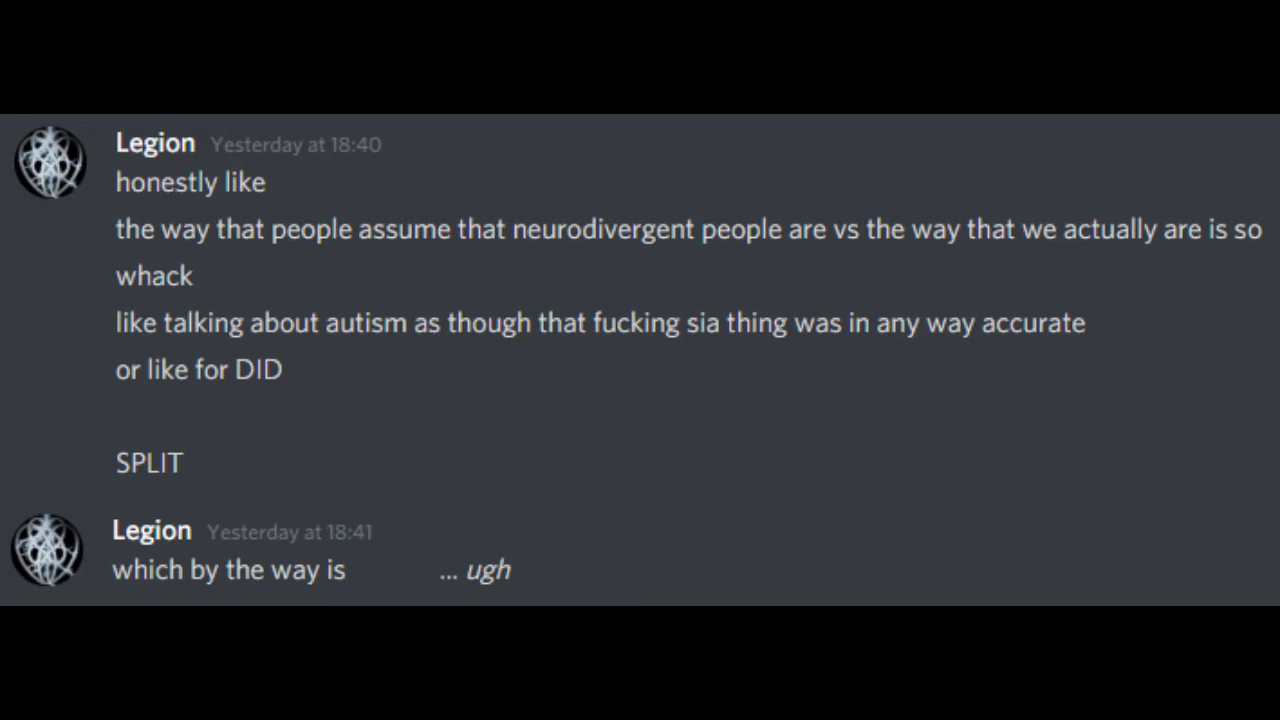 Legion Yesterday at 18:40
honestly like
the way that people assume that neurodivergent people are vs the way that we actually are is so
whack
like talking about autism as though that fucking sia thing was in any way accurate
or like for DID
SPLIT
Legion Yesterday at 18:41
which by the way is ... ugh